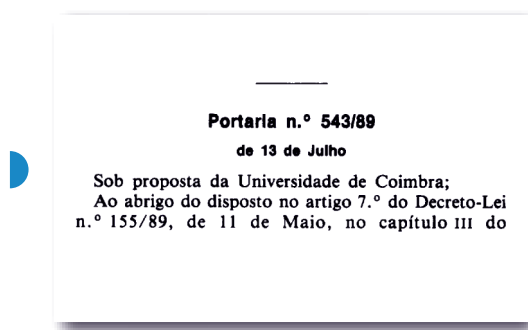 Portaria n.º 543/89
de 13 de Julho
Sob proposta da Universidade de Coimbra;
Ao abrigo do disposto no artigo 7.º do Decreto-Lei
n.º 155/89, de 11 de Maio, no capítulo III do